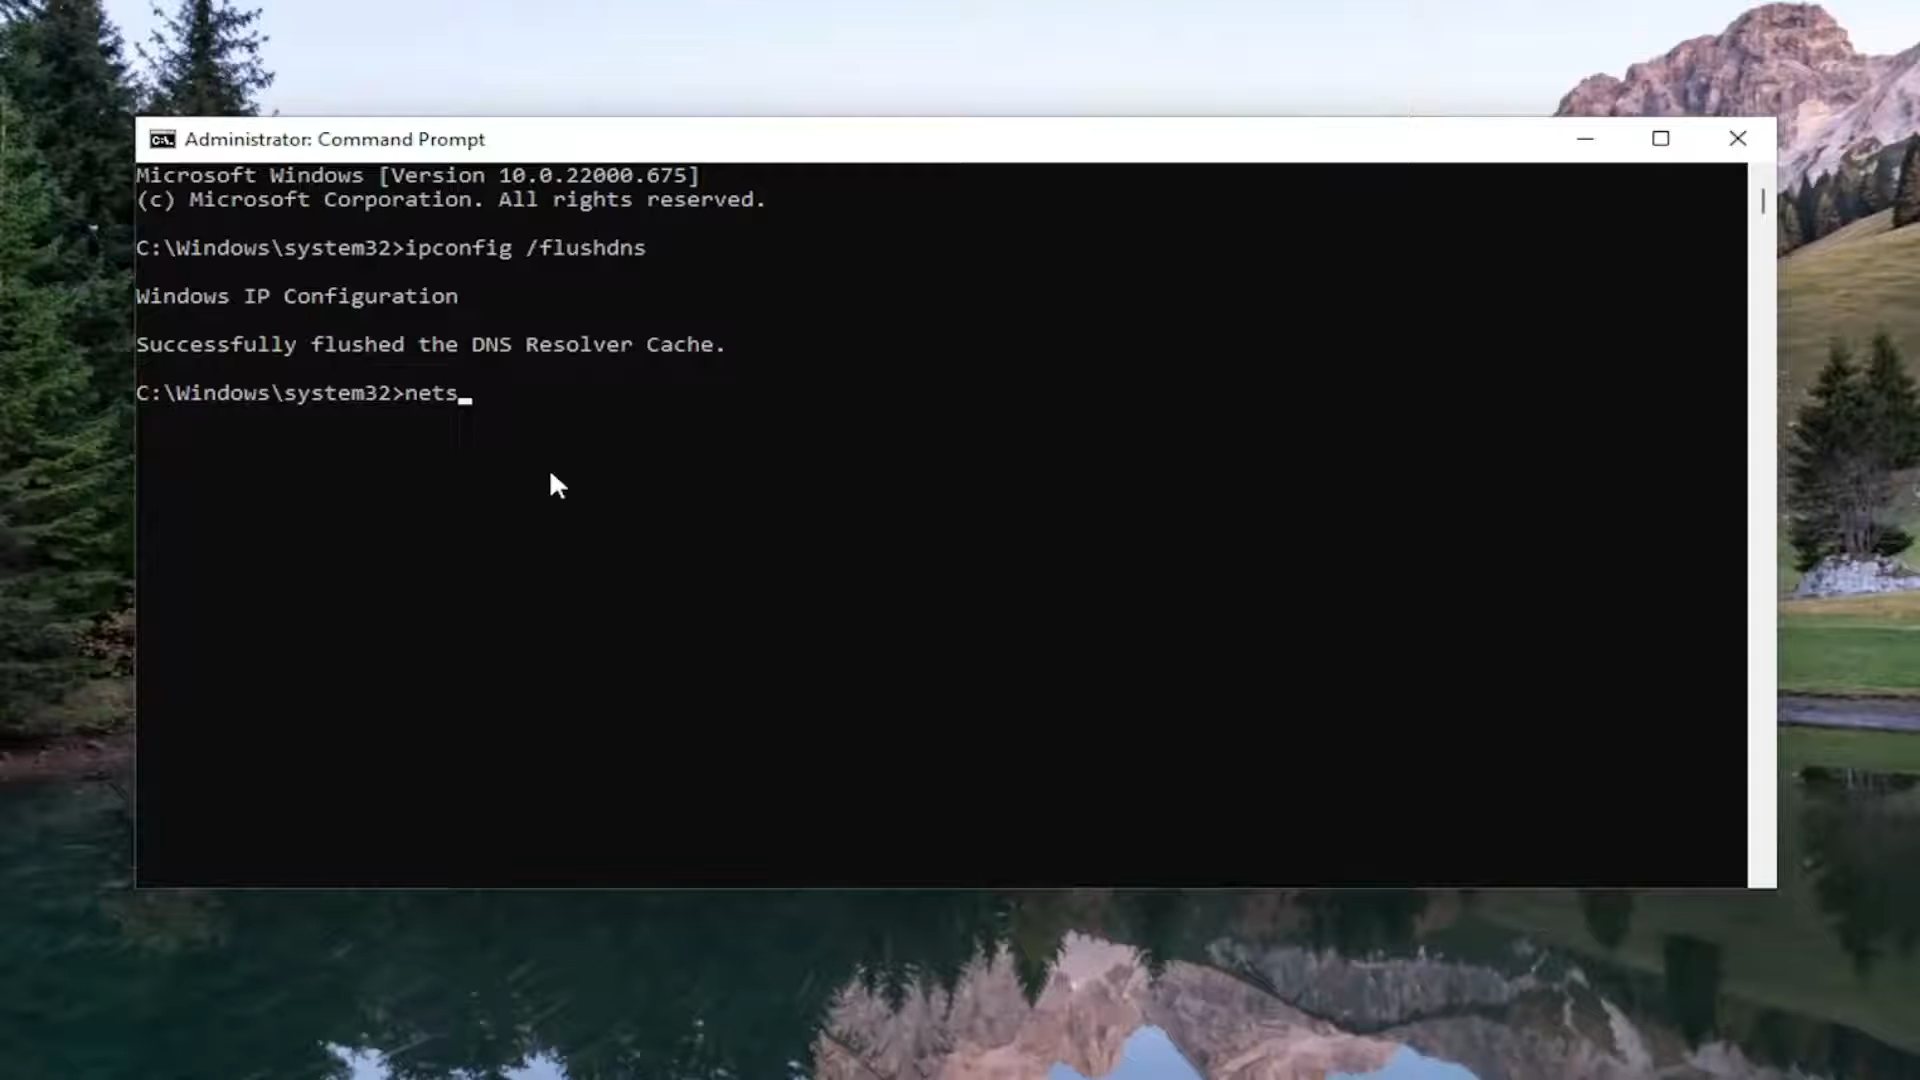 Administrator: Command Prompt
Microsoft Windows [Version 10.0.22000.675]
(c) Microsoft Corporation. All rights reserved.
C:\Windows\system32>ipconfig /flushdns
Windows IP Configuration
Successfully flushed the DNS Resolver Cache.
C:\Windows\system32>nets